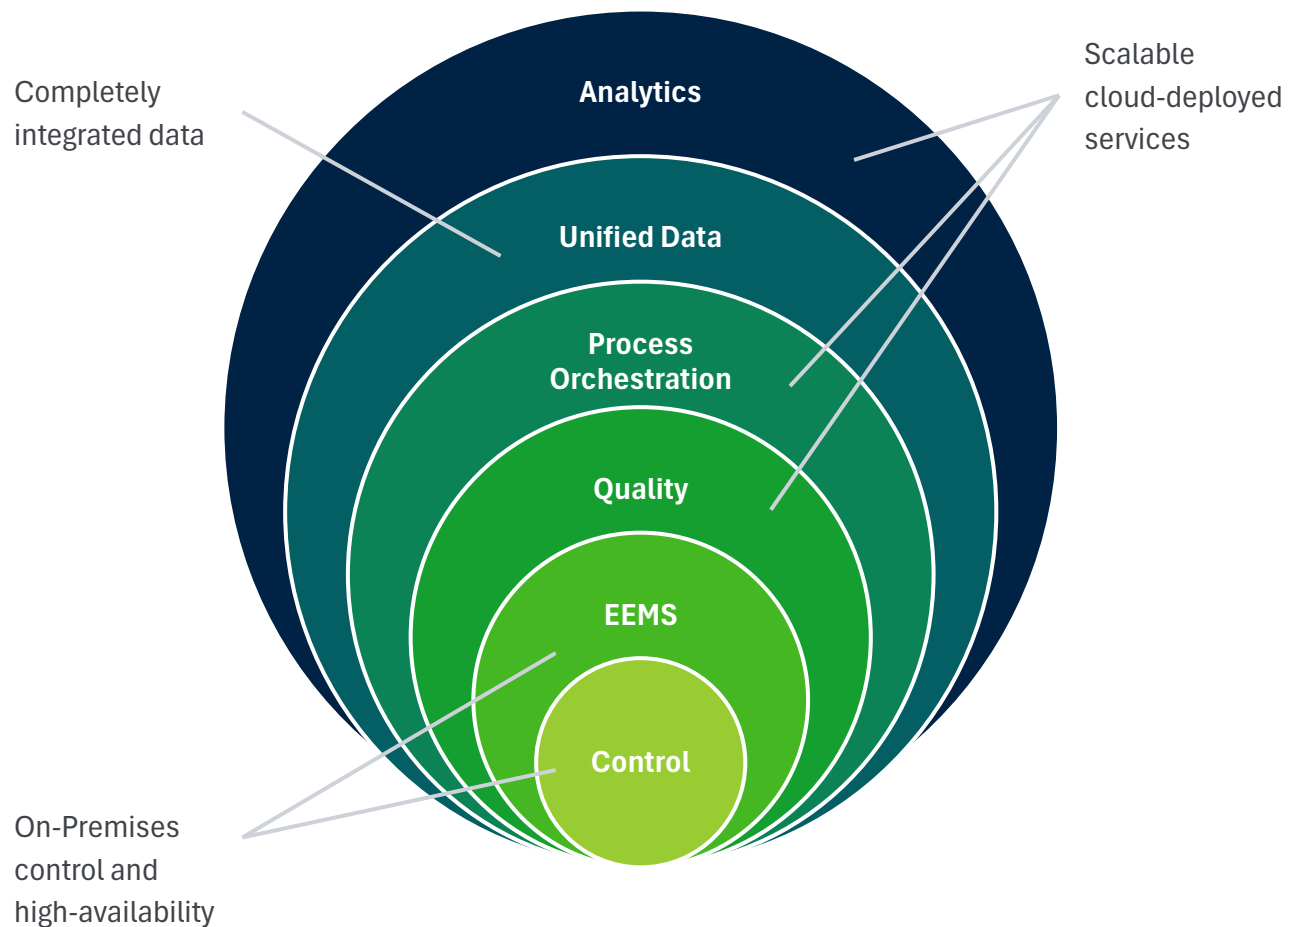 Analytics
Completely
integrated data
Scalable
cloud-deployed
services
Unified Data
Process
Orchestration
Quality
EEMS
Control
On-Premises
control and
high-availability